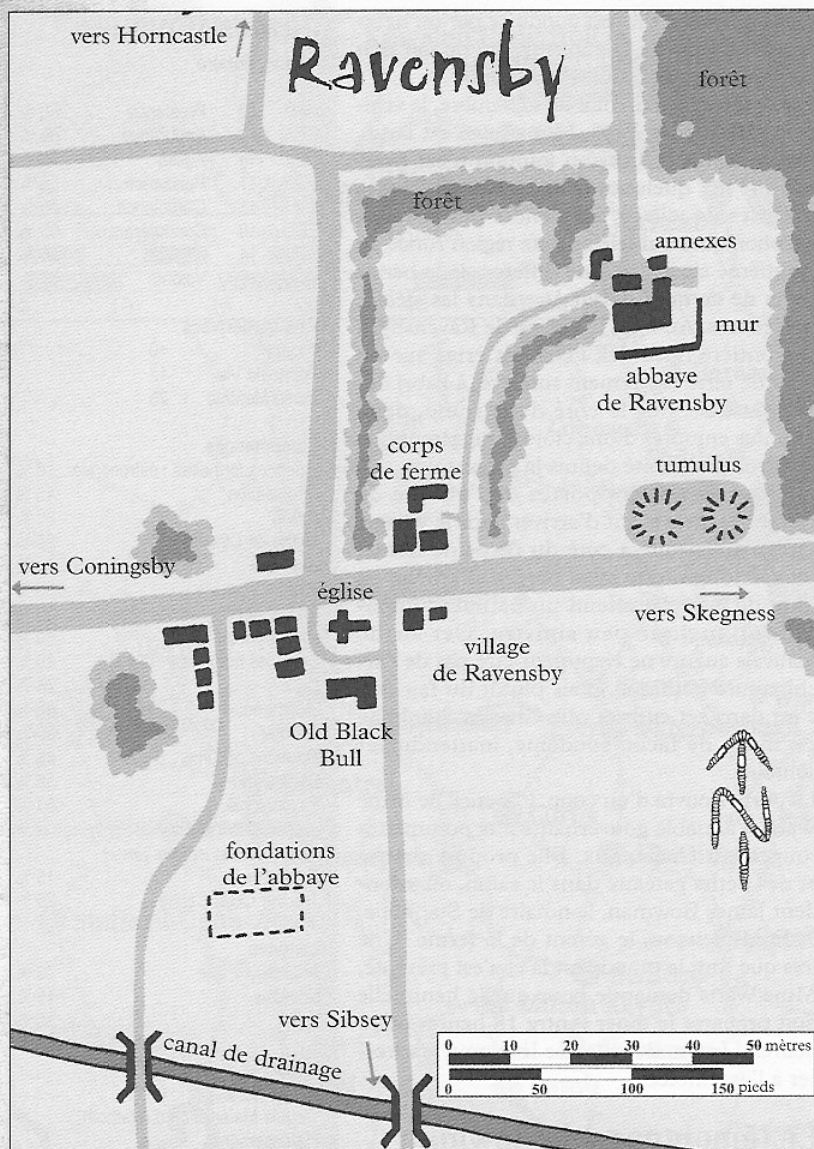 vers Horncastle
Ravensby
forêt
forêt
annexes
mur
abbaye
de Ravensby
corps
de ferme
tumulus
vers Coningsby
église
vers Skegness
village
de Ravensby
Old Black
Bull
N
fondations
de l'abbaye
vers Sibsey
canal de drainage
0 10 20 30 40 50 mètres
0 50 100 150 pieds